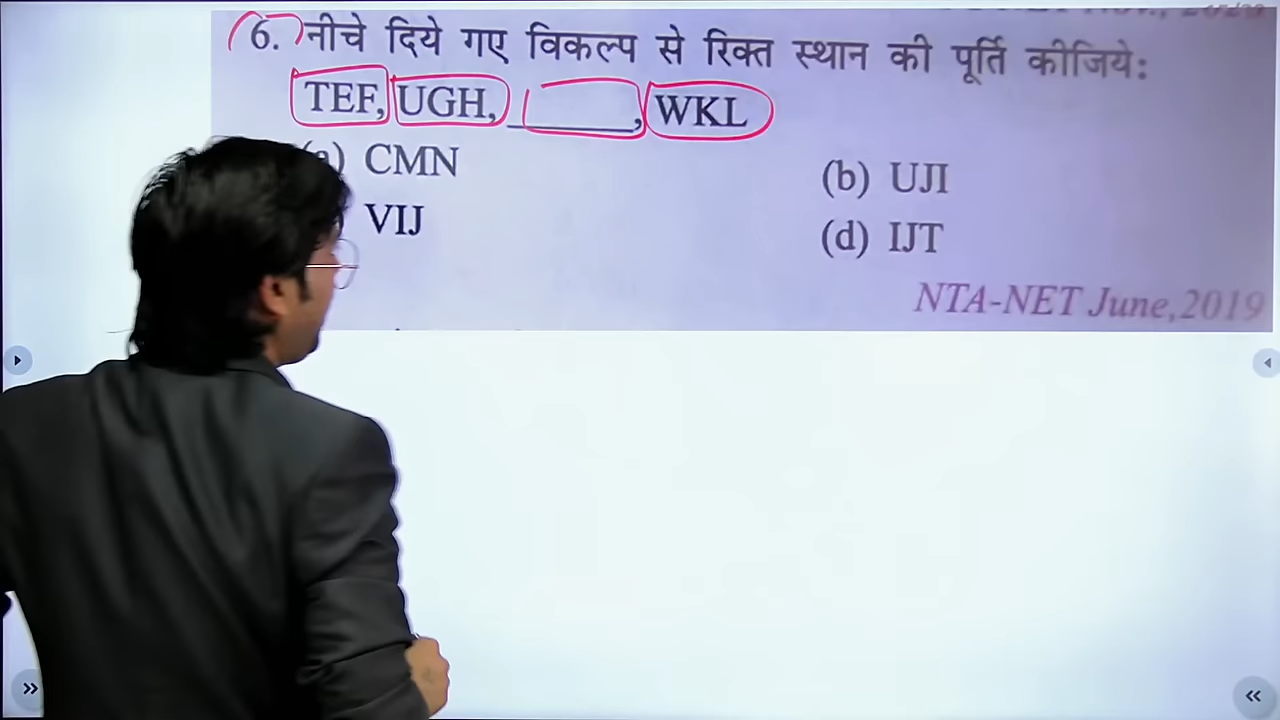 6. नीचे दिये गए विकल्प से रिक्त स्थान की पूर्ति कीजिये:
TEF, UGH, ______, WKL
(a) CMN
(b) UJI
VIJ
(d) IJT
NTA-NET June,2019